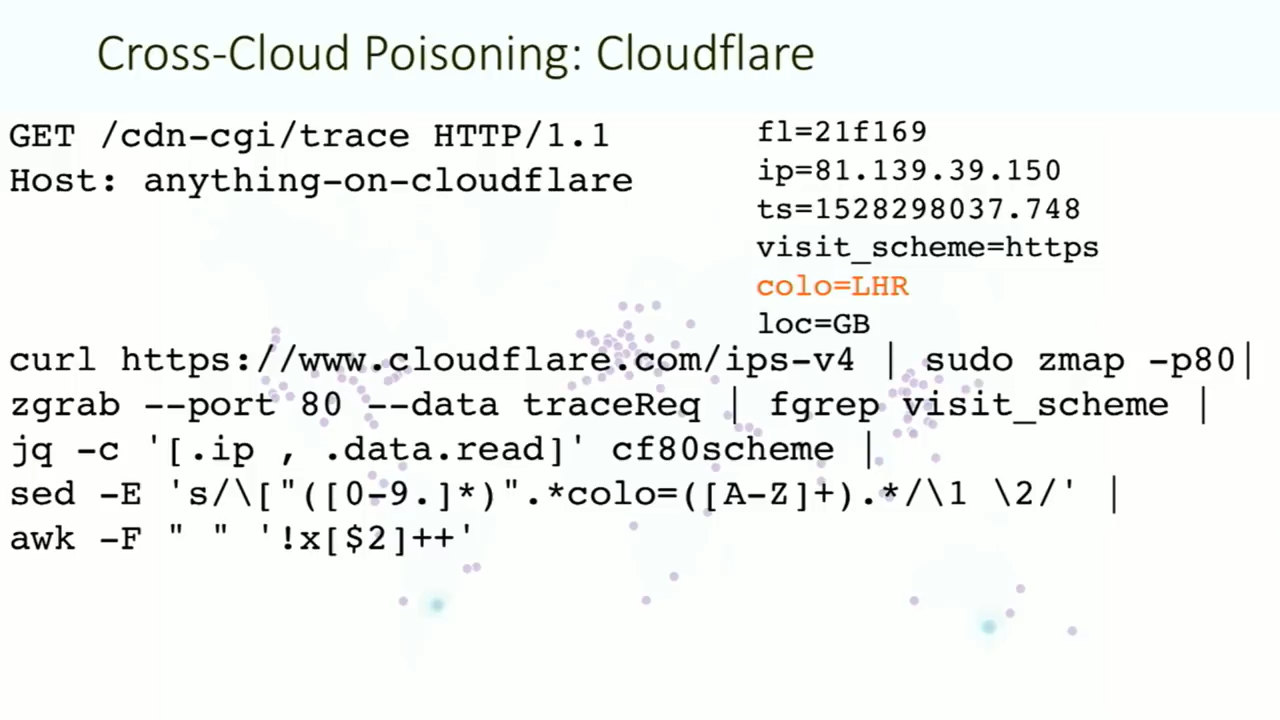 Cross-Cloud Poisoning: Cloudflare
GET /cdn-cgi/trace HTTP/1.1
Host: anything-on-cloudflare
fl=21f169
ip=81.139.39.150
ts=1528298037.748
visit_scheme=https
colo=LHR
loc=GB
curl https://www.cloudflare.com/ips-v4 | sudo zmap -p80|
zgrab --port 80 --data traceReq | fgrep visit_scheme |
jq -c '[.ip , .data.read]' cf80scheme |
sed -E 's/\["([0-9.]*)".*colo=([A-Z]+).*/\1 \2/' |
awk -F " " '!x[$2]++'